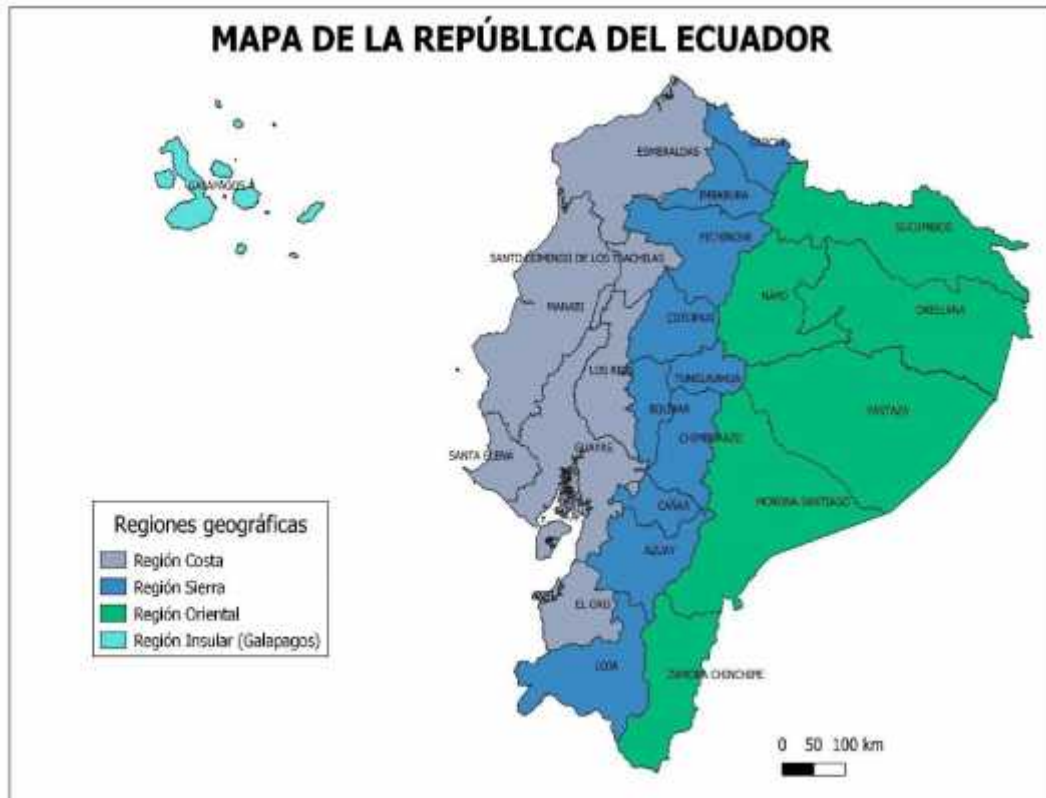 MAPA DE LA REPÚBLICA DEL ECUADOR
ESMERALDAS
IMBABURA
GALAPAGOS
SUCUMBIOS
PICHINCHA
SANTO DOMINGO DE LOS TSACHILAS
NAPO
MANABI
ORELLANA
COTOPAXI
LOS RIOS
TUNGURAHUA
BOLIVAR
PASTAZA
CHIMBORAZO
GUAYAS
SANTA ELENA
MORONA SANTIAGO
CAÑAR
AZUAY
EL ORO
LOJA
ZAMORA CHINCHIPE
Regiones geográficas
Región Costa
Región Sierra
Región Oriental
Región Insular (Galapagos)
0 50 100 km